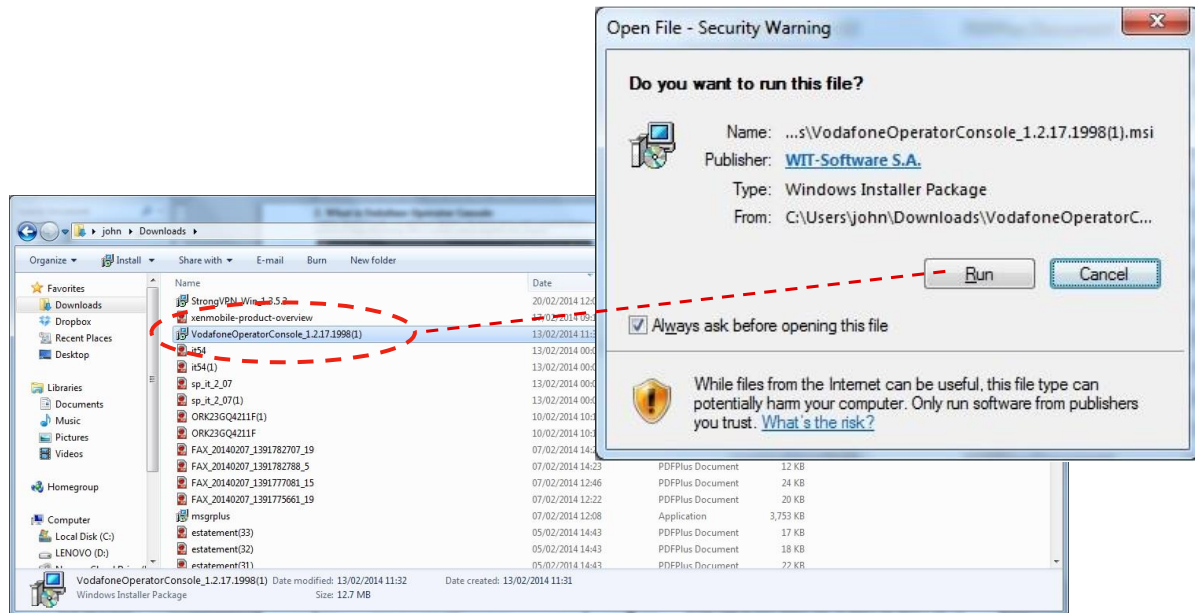 Open File - Security Warning
Do you want to run this file?
Name: ...s\VodafoneOperatorConsole_1.2.17.1998(1).msi
Publisher: WIT-Software S.A.
Type: Windows Installer Package
From: C:\Users\john\Downloads\VodafoneOperatorC...
Run Cancel
Always ask before opening this file
While files from the Internet can be useful, this file type can
potentially harm your computer. Only run software from publishers
you trust. What's the risk?
john Downloads
Organize Install Share with E-mail Burn New folder
Favorites
Downloads
Dropbox
Recent Places
Desktop
Libraries
Documents
Music
Pictures
Videos
Homegroup
Computer
Local Disk (C:)
LENOVO (D:)
Name Date
StrongVPN_Win_1.3.5.2 20/02/2014
xenmobile-product-overview 17/02/2014
VodafoneOperatorConsole_1.2.17.1998(1) 13/02/2014
it54 13/02/2014
it54(1) 13/02/2014
sp_it_2_07 13/02/2014
sp_it_2_07(1) 13/02/2014
ORK23GQ4211F(1) 10/02/2014
ORK23GQ4211F 10/02/2014
FAX_20140207_1391782707_19 07/02/2014
FAX_20140207_1391782788_5 07/02/2014 14:23 PDFPlus Document 12 KB
FAX_20140207_1391777081_15 07/02/2014 12:46 PDFPlus Document 24 KB
FAX_20140207_1391775661_19 07/02/2014 12:22 PDFPlus Document 20 KB
msgrplus 07/02/2014 12:08 Application 3,753 KB
estatement(33) 05/02/2014 14:43 PDFPlus Document 17 KB
estatement(32) 05/02/2014 14:43 PDFPlus Document 18 KB
estatement(31) 05/02/2014 14:43 PDFPlus Document 22 KB
VodafoneOperatorConsole_1.2.17.1998(1) Date modified: 13/02/2014 11:32 Date created: 13/02/2014 11:31
Windows Installer Package Size: 12.7 MB